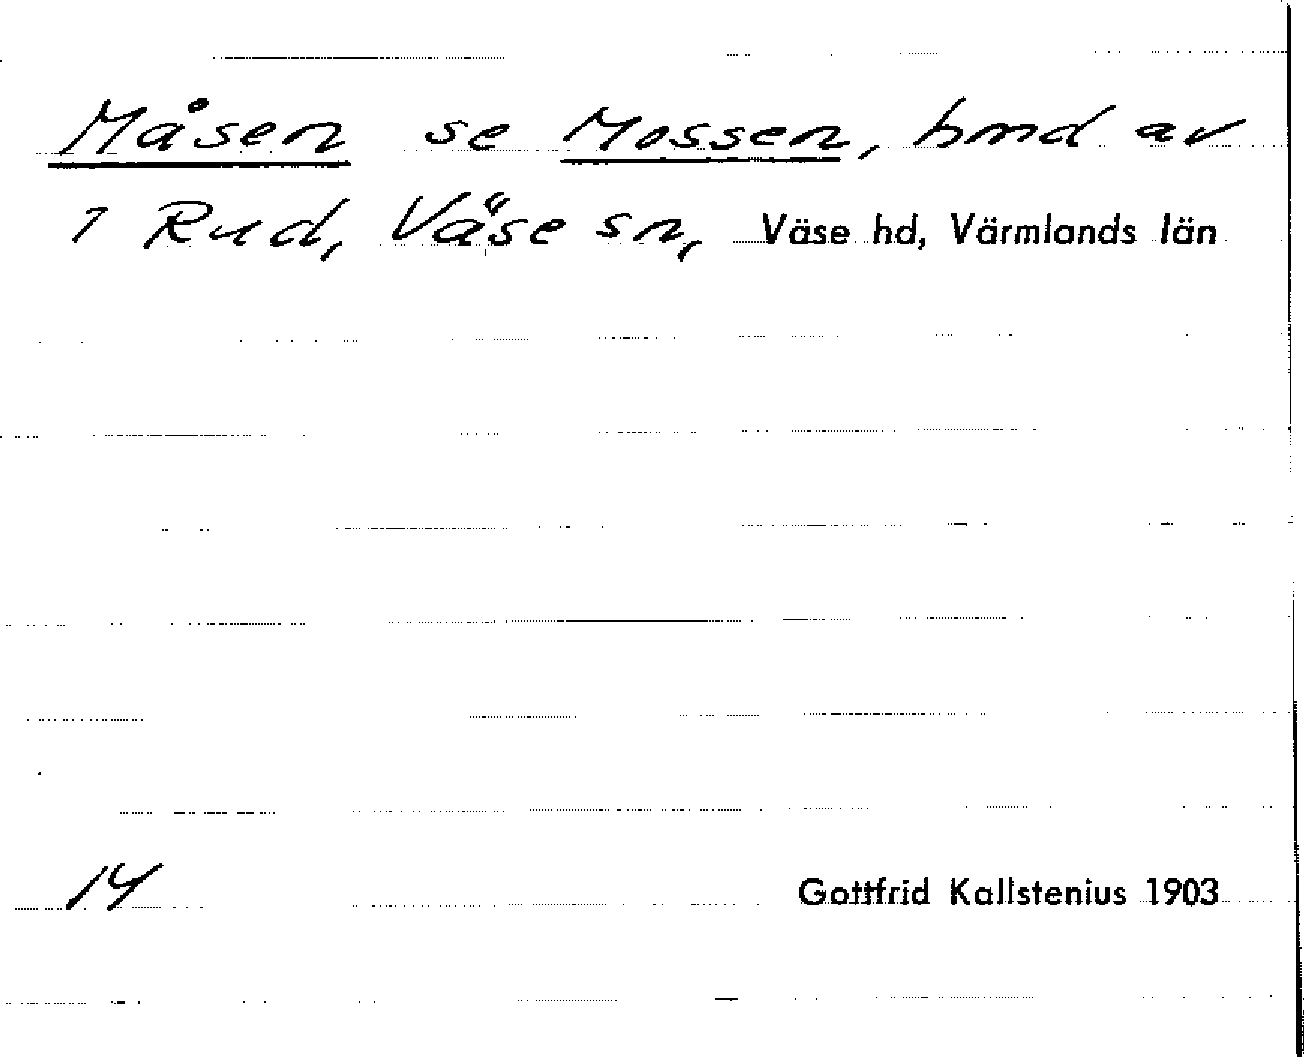 Måsen se Mossen, hmd av
1 Rud, Väse sn, Väse hd, Värmlands län
14
Gottfrid Kallstenius 1903